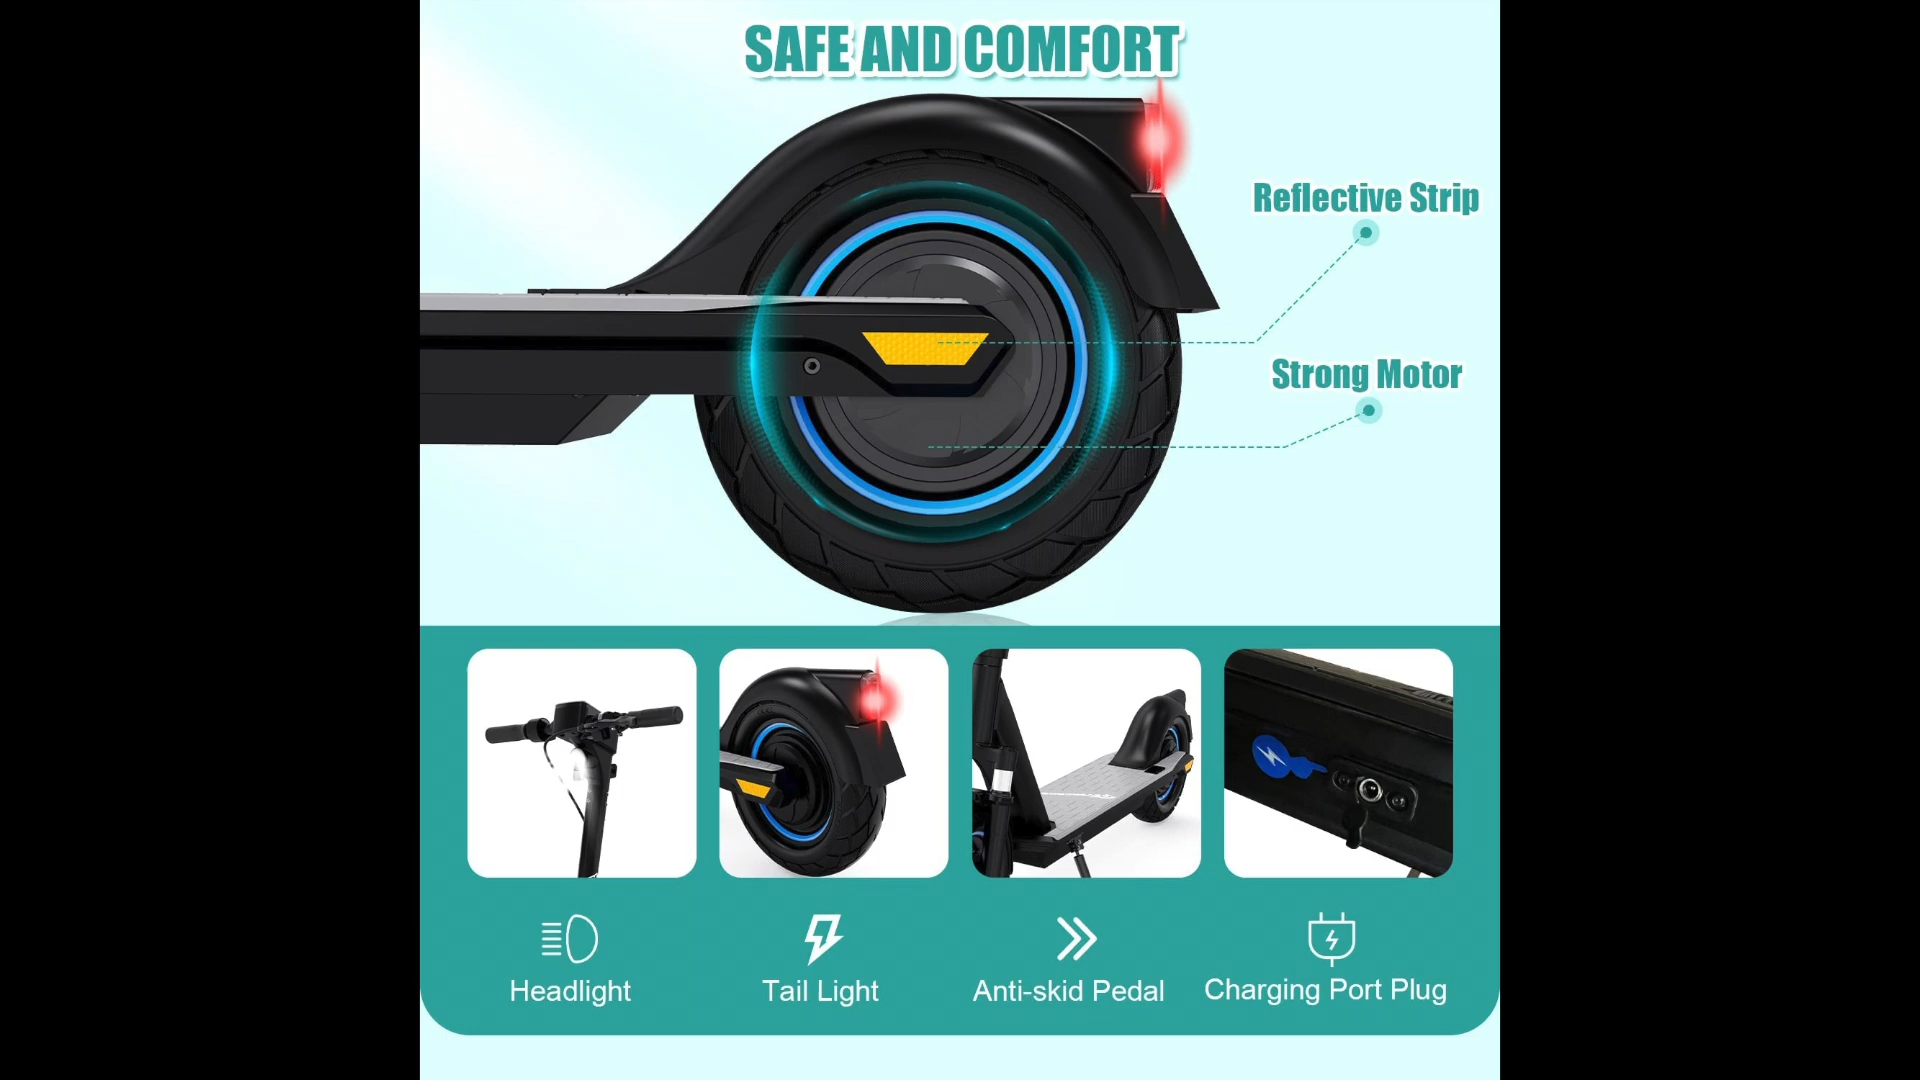 SAFE AND COMFORT
Reflective Strip
Strong Motor
Headlight
Tail Light
Anti-skid Pedal
Charging Port Plug